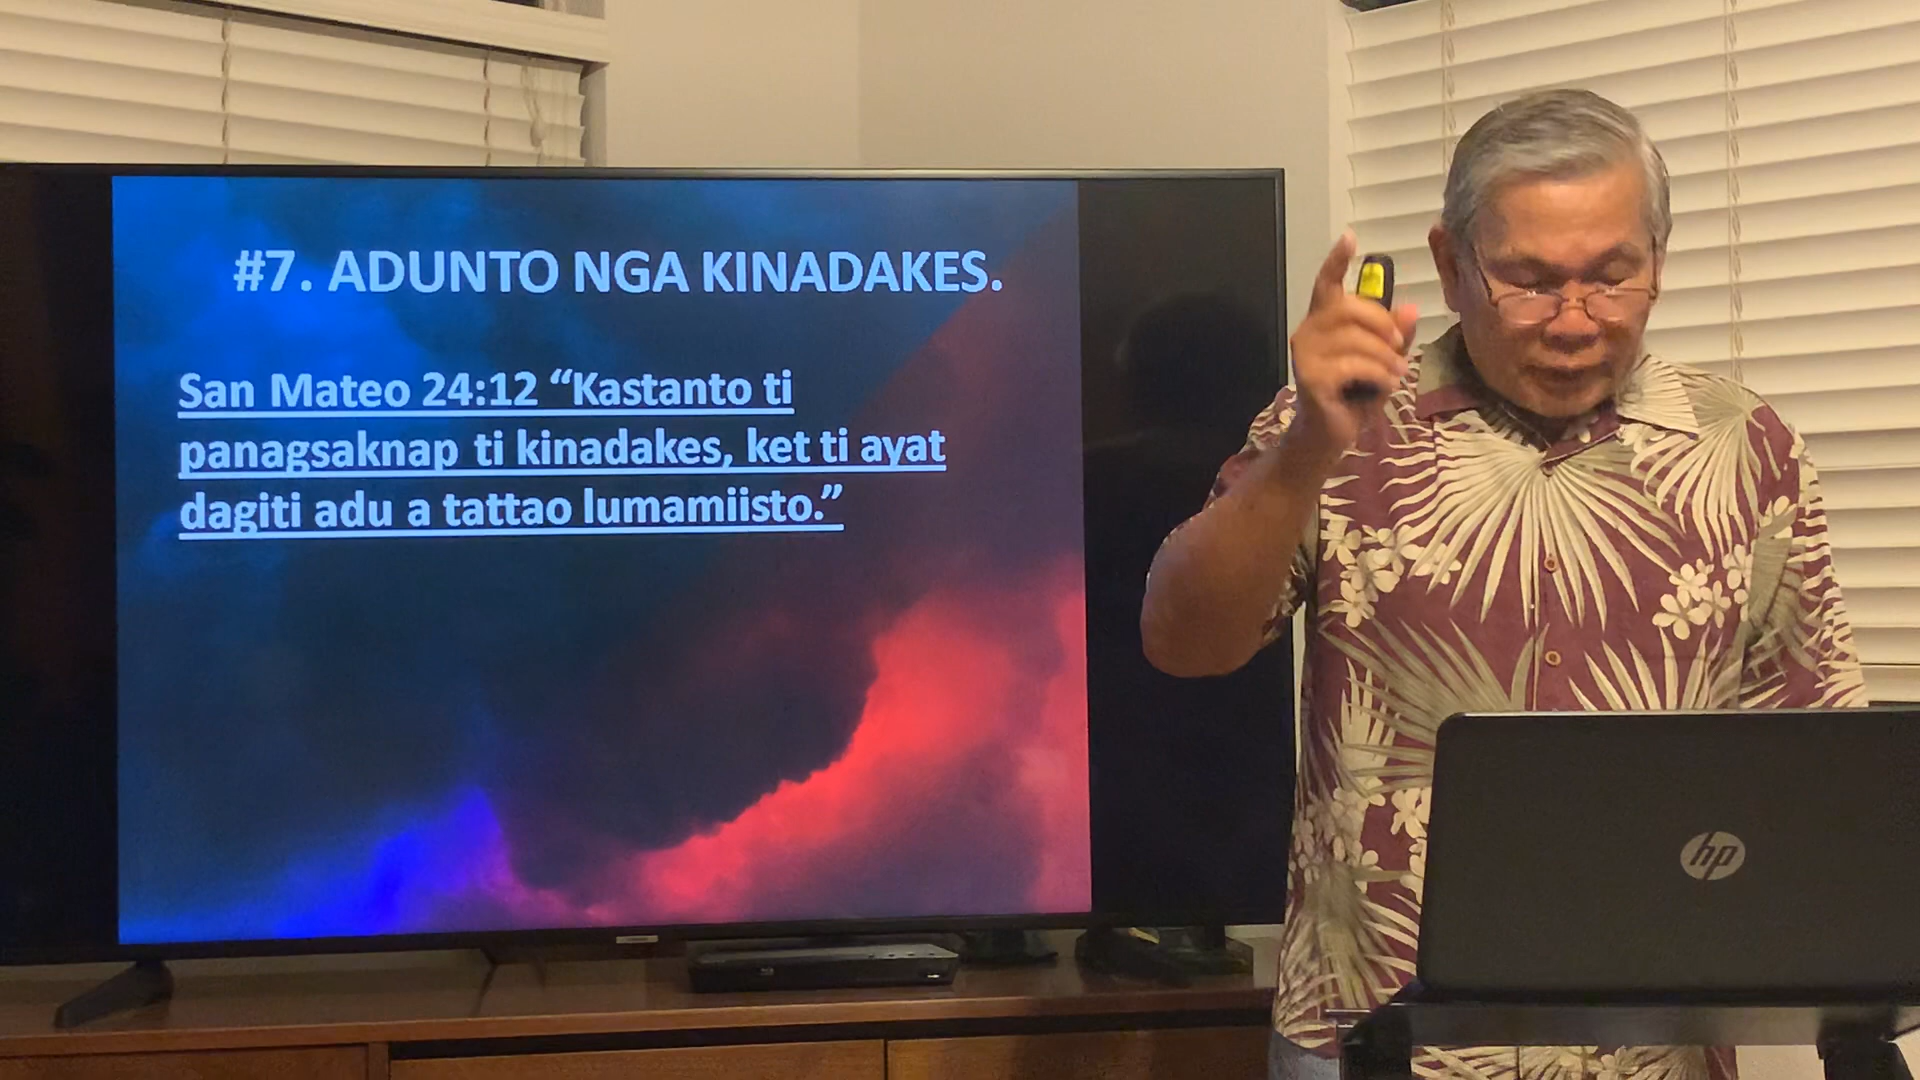 #7. ADUNTO NGA KINADAKES.
San Mateo 24:12 “Kastanto ti
panagsaknap ti kinadakes, ket ti ayat
dagiti adu a tattao lumamiisto.”
hp